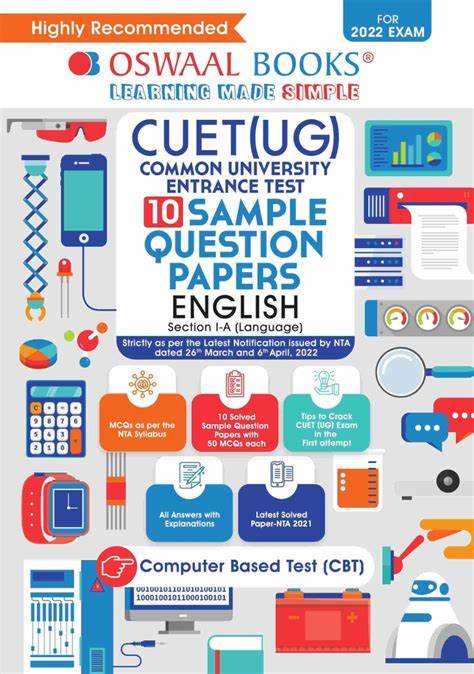 Highly Recommended
FOR
2022 EXAM
OSWAAL BOOKS®
LEARNING MADE SIMPLE
CUET(UG)
COMMON UNIVERSITY
ENTRANCE TEST
10 SAMPLE
QUESTION
PAPERS
ENGLISH
Section I-A (Language)
Strictly as per the Latest Notification issued by NTA
dated 26th March and 6th April, 2022
MCQs as per the
NTA Syllabus
10 Solved
Sample Question
Papers with
50 MCQs each
Tips to Crack
CUET (UG) Exam
in the
First attempt
All Answers with
Explanations
Latest Solved
Paper-NTA 2021
Computer Based Test (CBT)